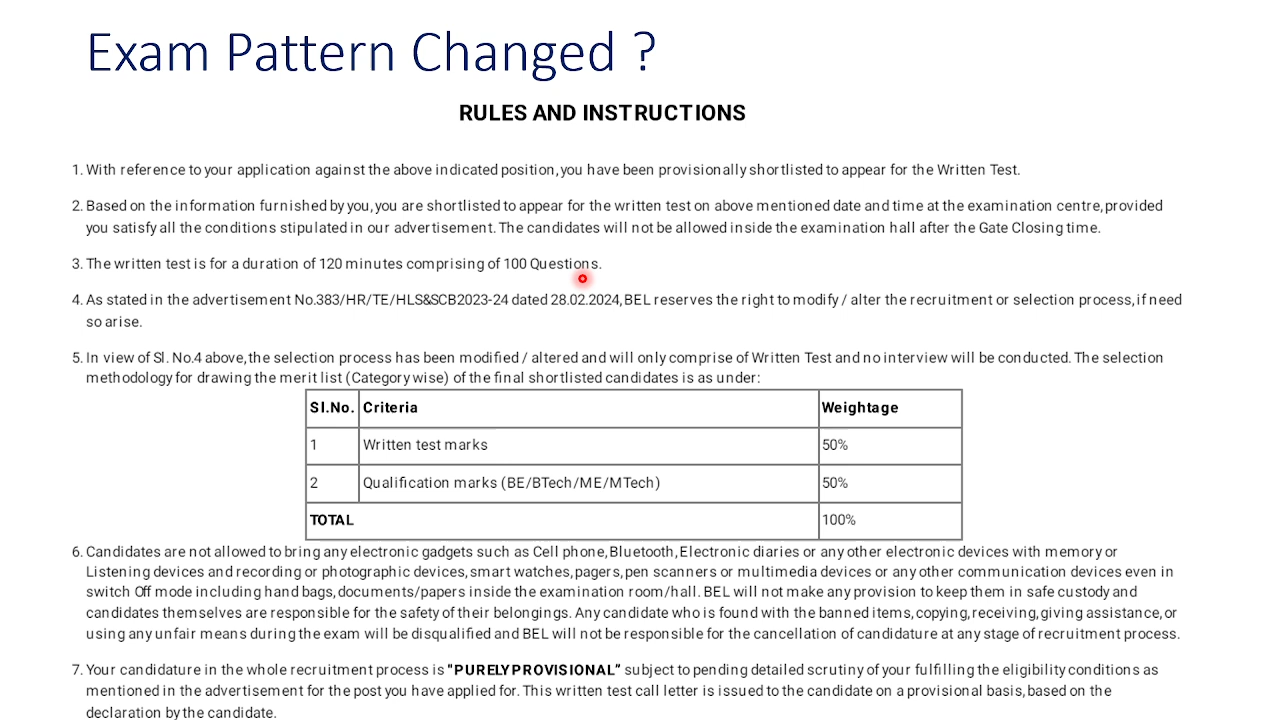 Exam Pattern Changed ?
RULES AND INSTRUCTIONS
1. With reference to your application against the above indicated position, you have been provisionally shortlisted to appear for the Written Test.
2. Based on the information furnished by you, you are shortlisted to appear for the written test on above mentioned date and time at the examination centre, provided
you satisfy all the conditions stipulated in our advertisement. The candidates will not be allowed inside the examination hall after the Gate Closing time.
3. The written test is for a duration of 120 minutes comprising of 100 Questions.
4. As stated in the advertisement No.383/HR/TE/HLS&SCB2023-24 dated 28.02.2024, BEL reserves the right to modify / alter the recruitment or selection process, if need
so arise.
5. In view of Sl. No.4 above, the selection process has been modified / altered and will only comprise of Written Test and no interview will be conducted. The selection
methodology for drawing the merit list (Category wise) of the final shortlisted candidates is as under:
Sl.No. Criteria Weightage
1 Written test marks 50%
2 Qualification marks (BE/BTech/ME/MTech) 50%
TOTAL 100%
6. Candidates are not allowed to bring any electronic gadgets such as Cell phone, Bluetooth, Electronic diaries or any other electronic devices with memory or
Listening devices and recording or photographic devices, smart watches, pagers, pen scanners or multimedia devices or any other communication devices even in
switch Off mode including hand bags, documents/papers inside the examination room/hall. BEL will not make any provision to keep them in safe custody and
candidates themselves are responsible for the safety of their belongings. Any candidate who is found with the banned items, copying, receiving, giving assistance, or
using any unfair means during the exam will be disqualified and BEL will not be responsible for the cancellation of candidature at any stage of recruitment process.
7. Your candidature in the whole recruitment process is "PURELY PROVISIONAL" subject to pending detailed scrutiny of your fulfilling the eligibility conditions as
mentioned in the advertisement for the post you have applied for. This written test call letter is issued to the candidate on a provisional basis, based on the
declaration by the candidate.